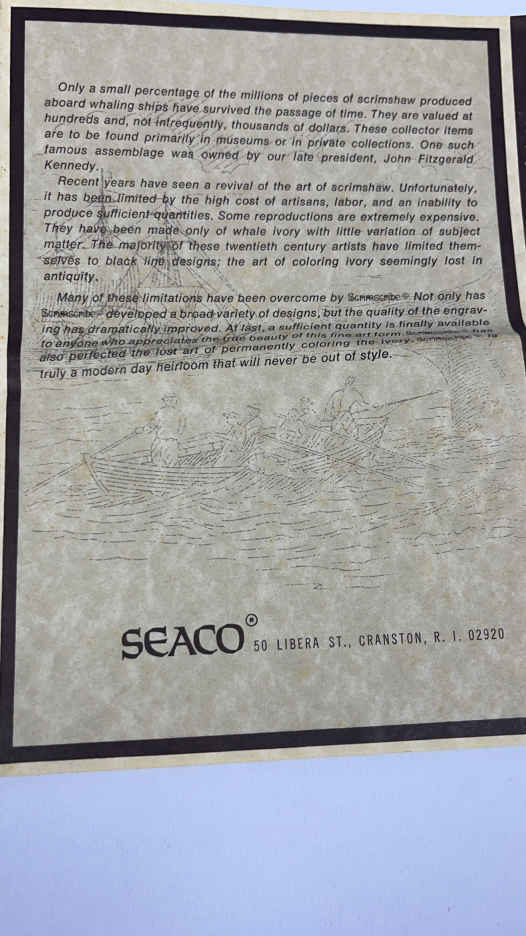 Only a small percentage of the millions of pieces of scrimshaw produced
aboard whaling ships have survived the passage of time. They are valued at
hundreds and, not infrequently, thousands of dollars. These collector items
are to be found primarily in museums or in private collections. One such
famous assemblage was owned by our late president, John Fitzgerald
Kennedy.
Recent years have seen a revival of the art of scrimshaw. Unfortunately,
it has been limited by the high cost of artisans, labor, and an inability to
produce sufficient quantities. Some reproductions are extremely expensive.
They have been made only of whale ivory with little variation of subject
matter. The majority of these twentieth century artists have limited them-
selves to black line designs; the art of coloring ivory seemingly lost in
antiquity.
Many of these limitations have been overcome by Scrimscribe®. Not only has
Scrimscribe® developed a broad variety of designs, but the quality of the engrav-
ing has dramatically improved. At last, a sufficient quantity is finally available
to anyone who appreciates the true beauty of this fine art form. Scrimscribe® has
also perfected the lost art of permanently coloring the ivory. Scrimscribe® is
truly a modern day heirloom that will never be out of style.
SEACO® 50 LIBERA ST., CRANSTON, R. I. 02920